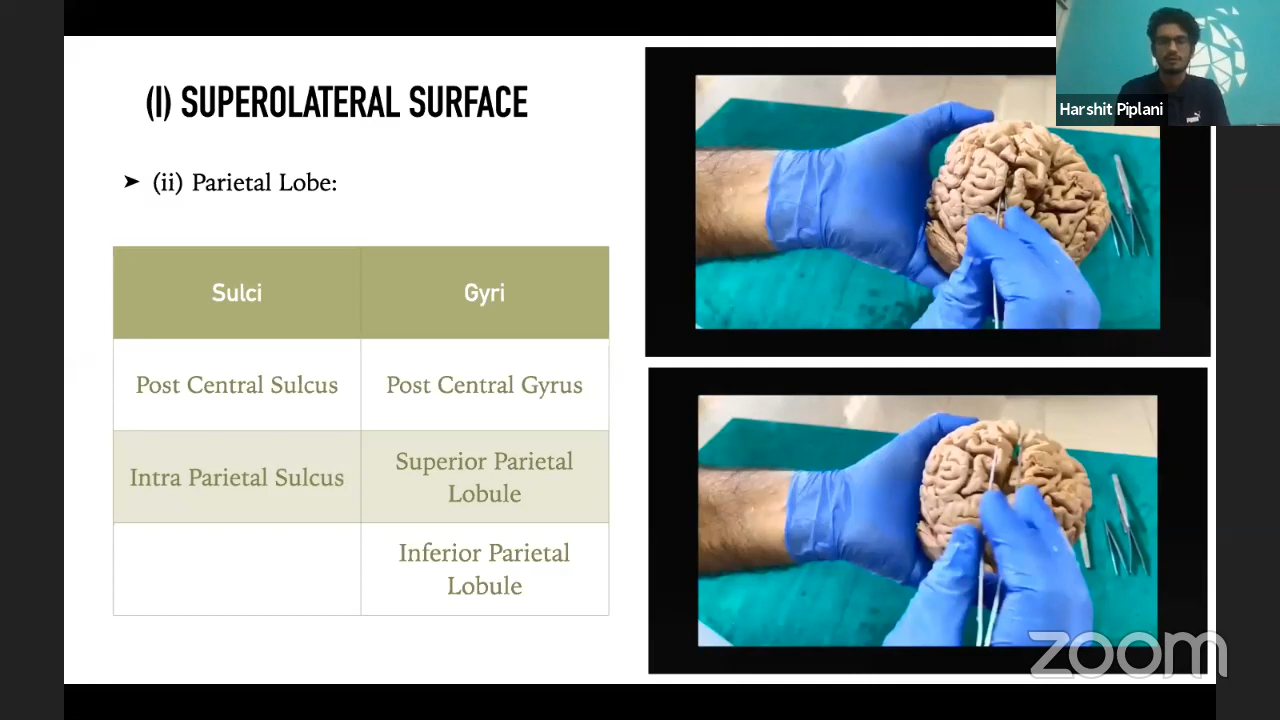 (I) SUPEROLATERAL SURFACE
➤ (ii) Parietal Lobe:
Sulci
Gyri
Post Central Sulcus
Post Central Gyrus
Intra Parietal Sulcus
Superior Parietal
Lobule
Inferior Parietal
Lobule
Harshit Piplani
zoom